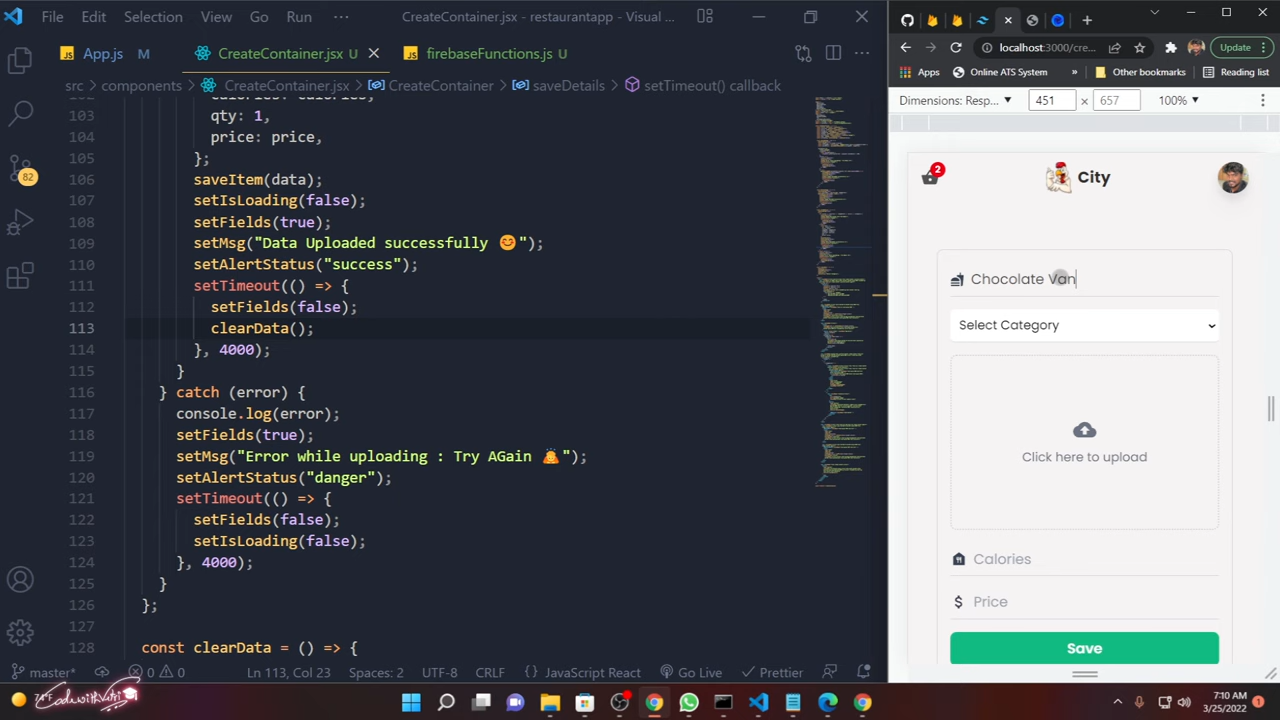 File Edit Selection View Go Run ··· CreateContainer.jsx - restaurantapp - Visual ...
JS App.js M
CreateContainer.jsx U
JS firebaseFunctions.js U
src > components > CreateContainer.jsx > CreateContainer > saveDetails > setTimeout() callback
103 qty: 1,
104 price: price,
105 };
106 saveItem(data);
107 setIsLoading(false);
108 setFields(true);
109 setMsg("Data Uploaded successfully 😊");
110 setAlertStatus("success");
111 setTimeout(() => {
112 setFields(false);
113 clearData();
114 }, 4000);
115 }
116 } catch (error) {
117 console.log(error);
118 setFields(true);
119 setMsg("Error while uploading : Try AGain 🙇");
120 setAlertStatus("danger");
121 setTimeout(() => {
122 setFields(false);
123 setIsLoading(false);
124 }, 4000);
125 }
126 };
127
128 const clearData = () => {
82
master*
0 0
Ln 113, Col 23
Spaces: 2
UTF-8
CRLF
{} JavaScript React
Go Live
Prettier
localhost:3000/cre...
Update
Apps
Online ATS System
»
Other bookmarks
Reading list
Dimensions: Resp... 451 × 657 100%
2
City
Chocolate Van
Select Category
Click here to upload
Calories
$ Price
Save
74°F
CodewithVetri
7:10 AM
3/25/2022